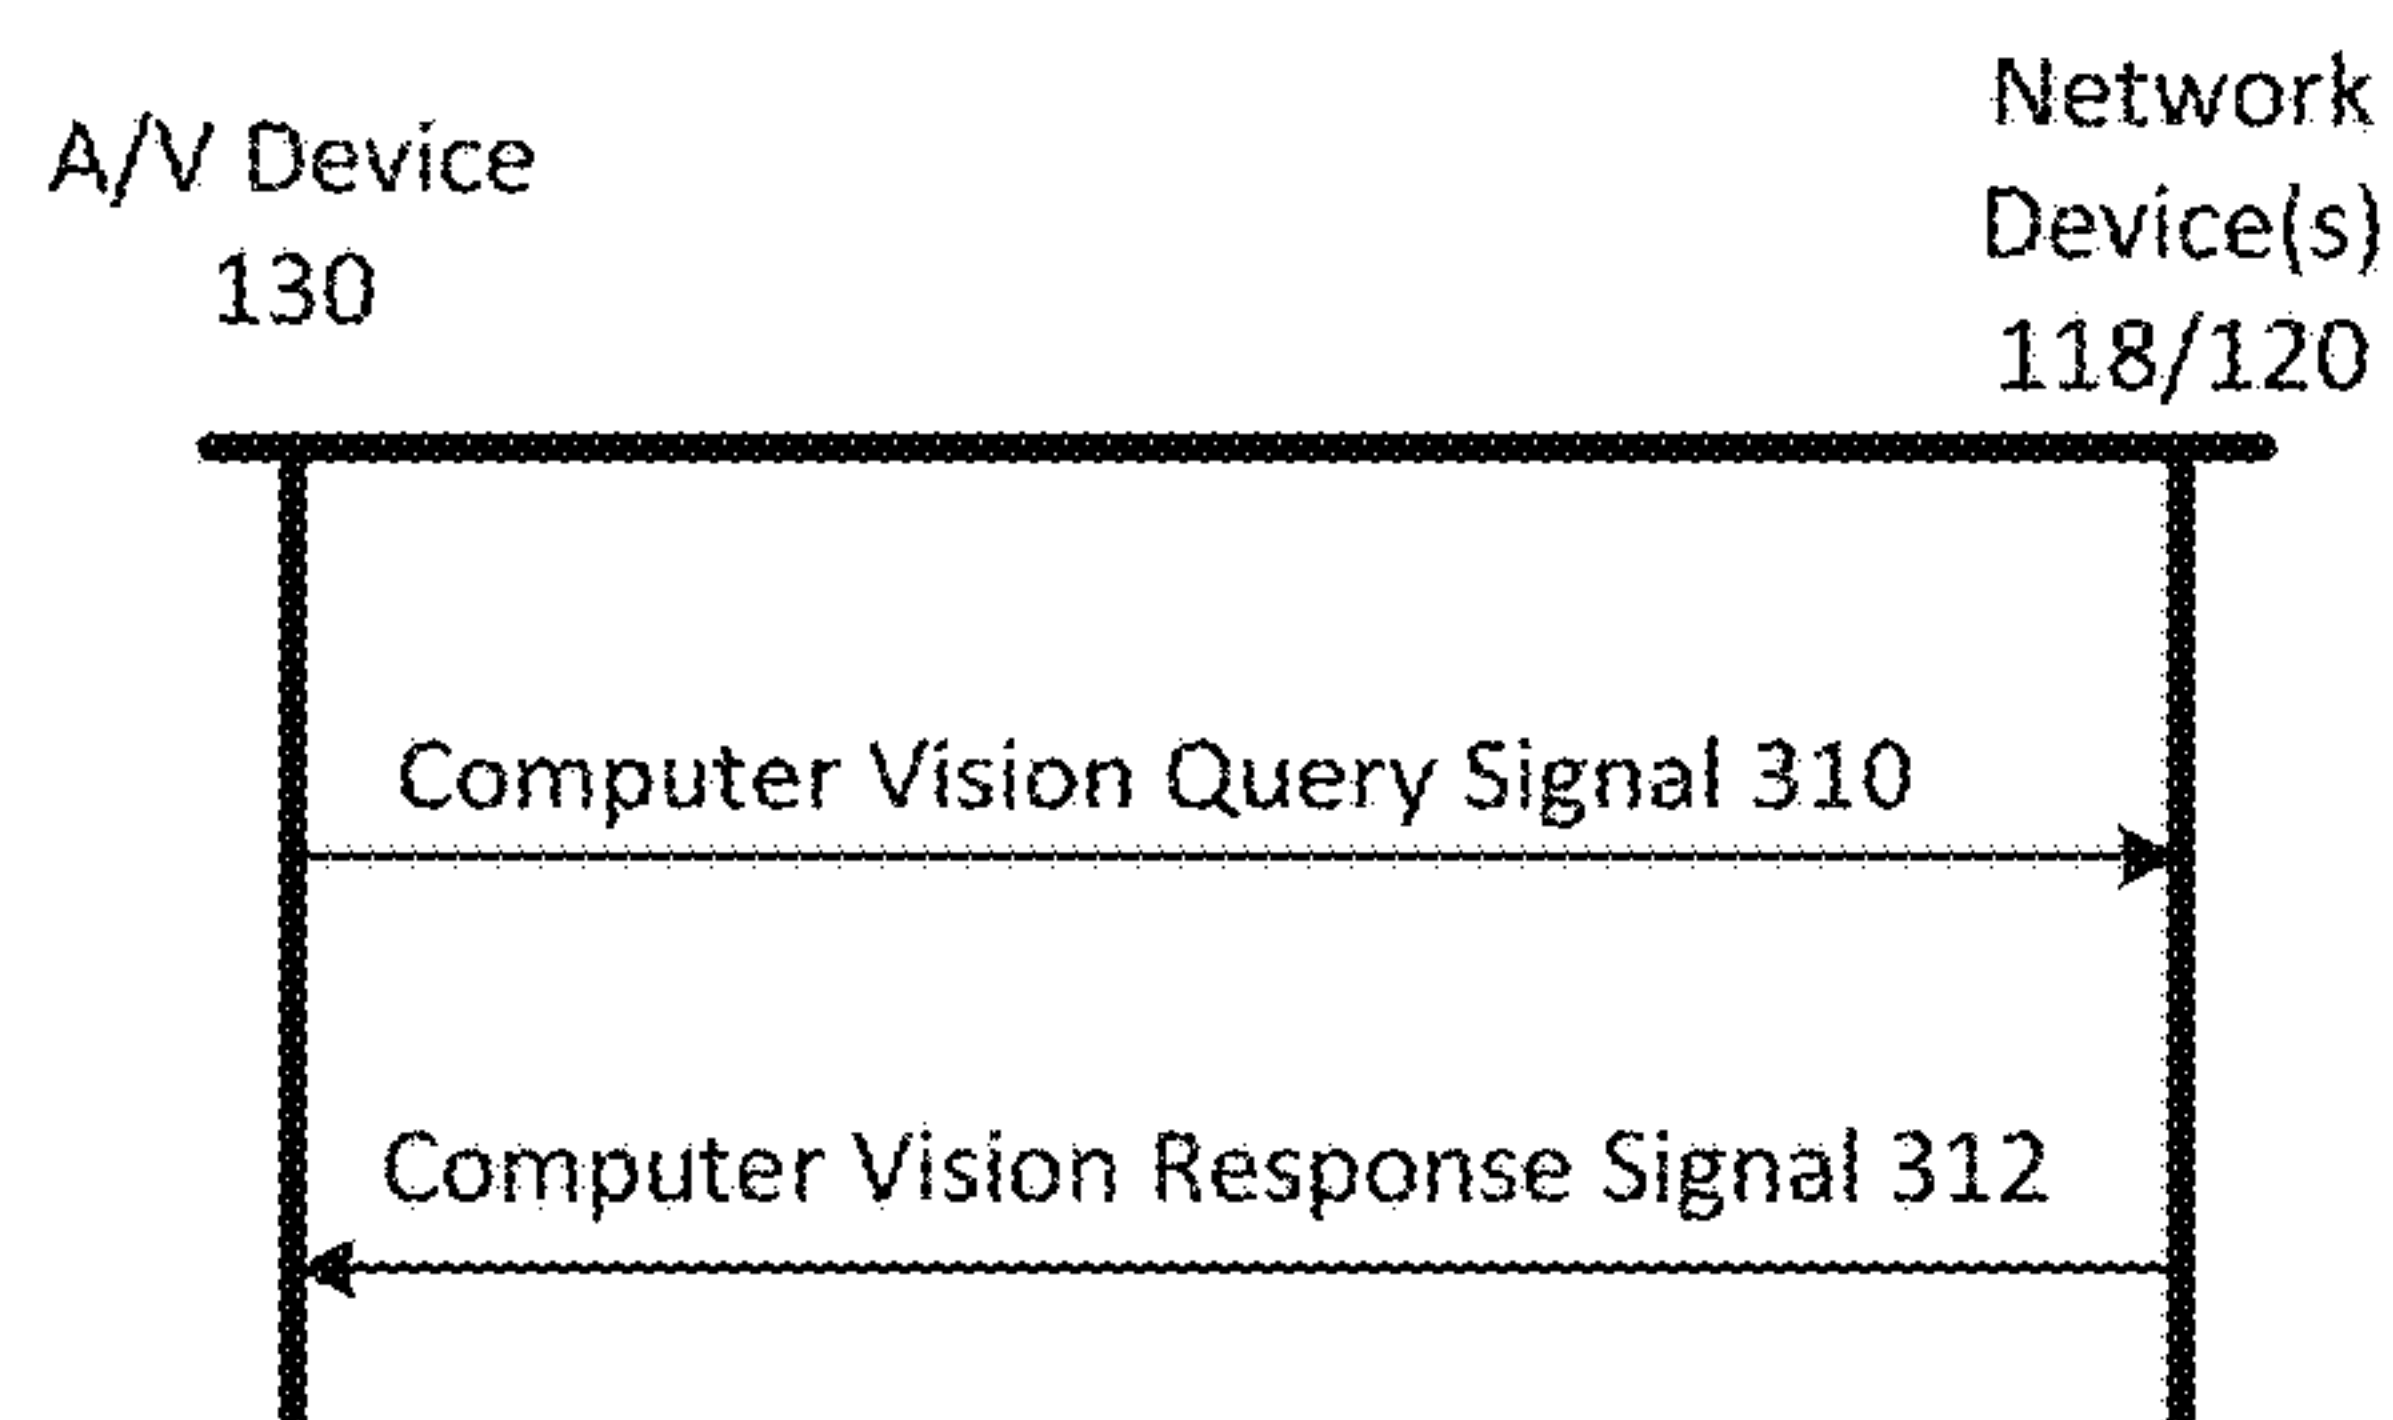 A/V Device
130
Network
Device(s)
118/120
Computer Vision Query Signal 310
Computer Vision Response Signal 312